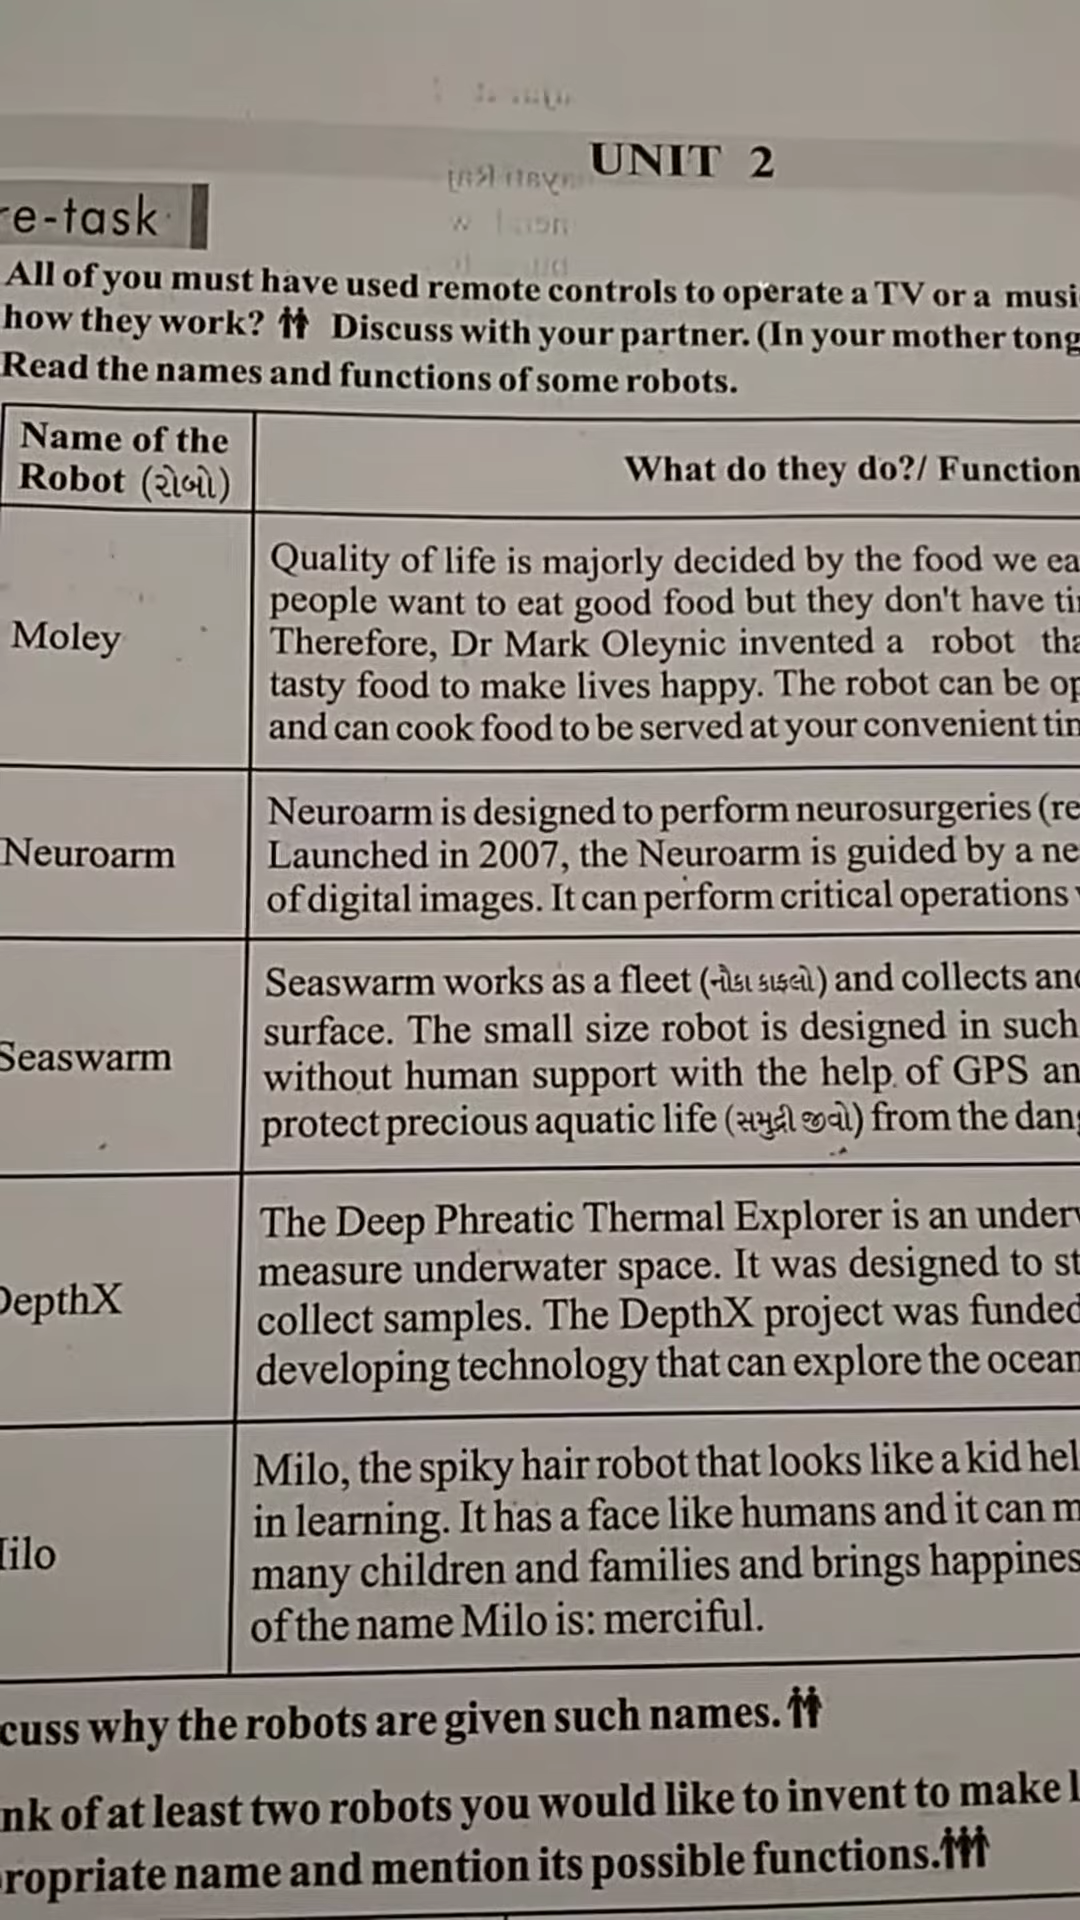 UNIT 2
re-task
All of you must have used remote controls to operate a TV or a musi
how they work? Discuss with your partner. (In your mother tong
Read the names and functions of some robots.
Name of the
Robot (રોબો)
What do they do?/ Function
Moley
Quality of life is majorly decided by the food we ea
people want to eat good food but they don't have ti
Therefore, Dr Mark Oleynic invented a robot tha
tasty food to make lives happy. The robot can be op
and can cook food to be served at your convenient tim
Neuroarm
Neuroarm is designed to perform neurosurgeries (re
Launched in 2007, the Neuroarm is guided by a ne
of digital images. It can perform critical operations
Seaswarm
Seaswarm works as a fleet (નૌકા કાફલો) and collects and
surface. The small size robot is designed in such
without human support with the help of GPS an
protect precious aquatic life (સમુદ્રી જીવો) from the dang
DepthX
The Deep Phreatic Thermal Explorer is an underw
measure underwater space. It was designed to st
collect samples. The DepthX project was funded
developing technology that can explore the ocean
ilo
Milo, the spiky hair robot that looks like a kid hel
in learning. It has a face like humans and it can m
many children and families and brings happines
of the name Milo is: merciful.
cuss why the robots are given such names.
nk of at least two robots you would like to invent to make l
ropriate name and mention its possible functions.